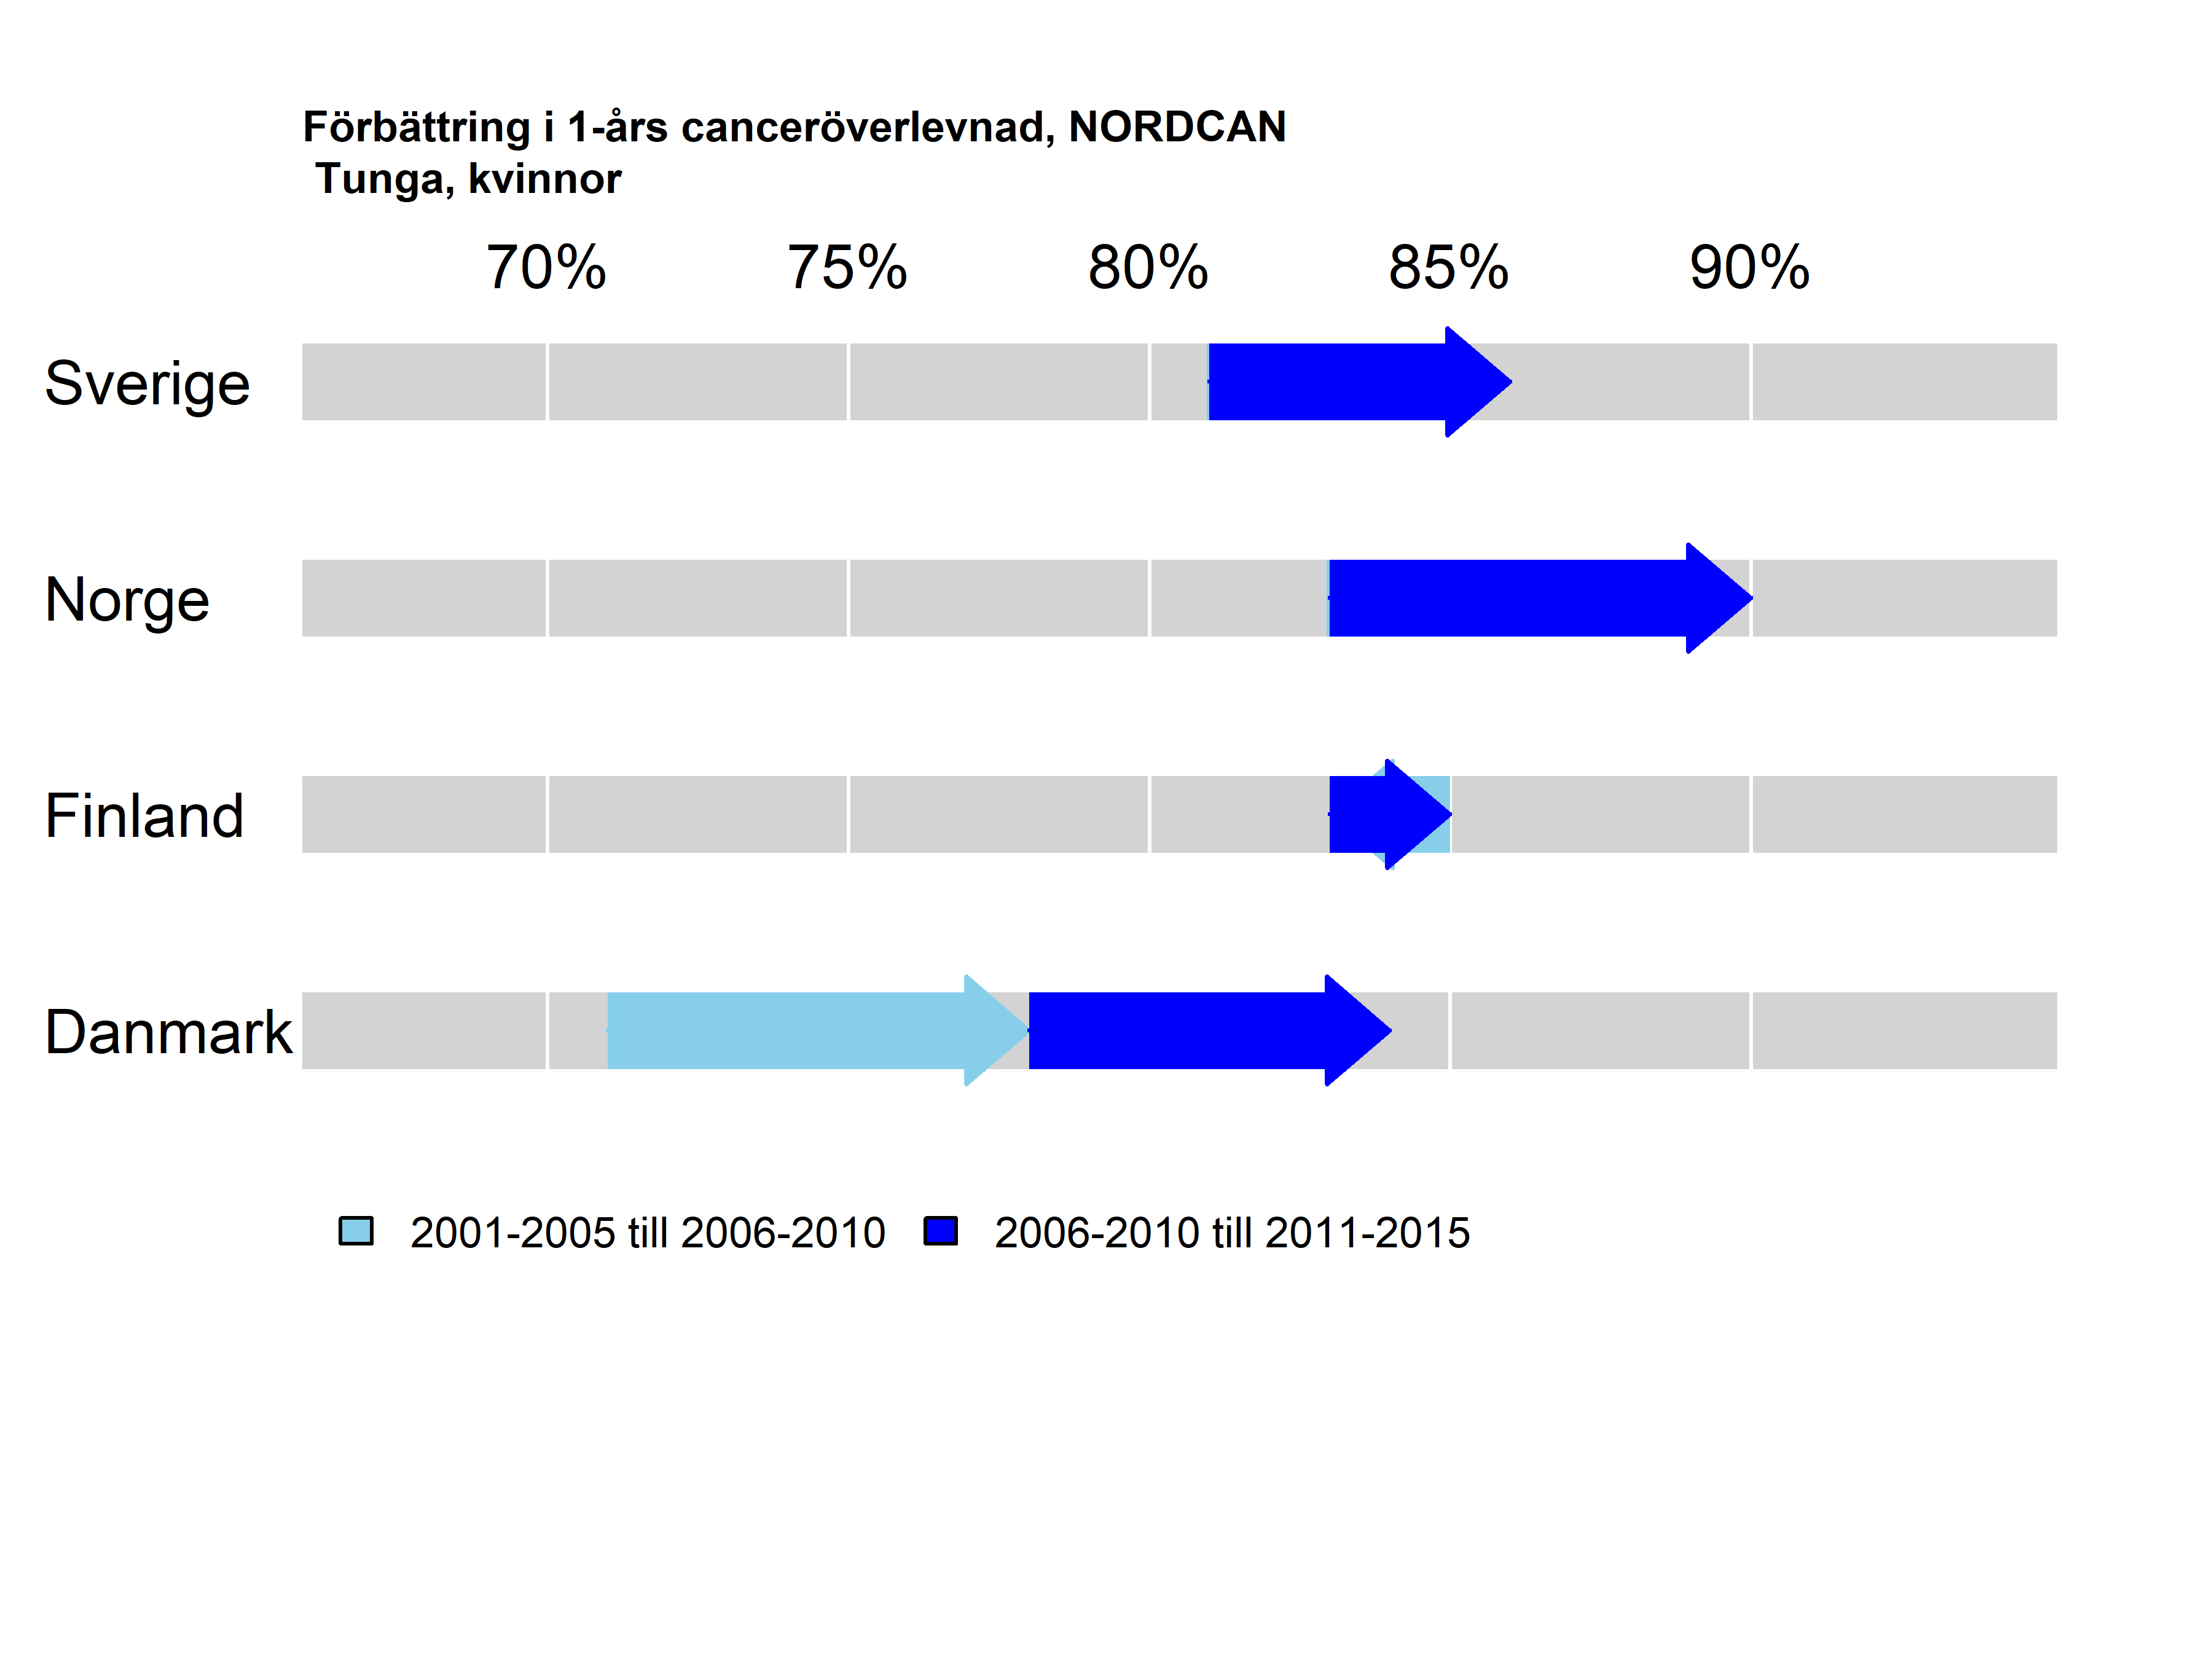 Förbättring i 1-års canceröverlevnad, NORDCAN
Tunga, kvinnor
70% 75% 80% 85% 90%
Sverige
Norge
Finland
Danmark
2001-2005 till 2006-2010 2006-2010 till 2011-2015